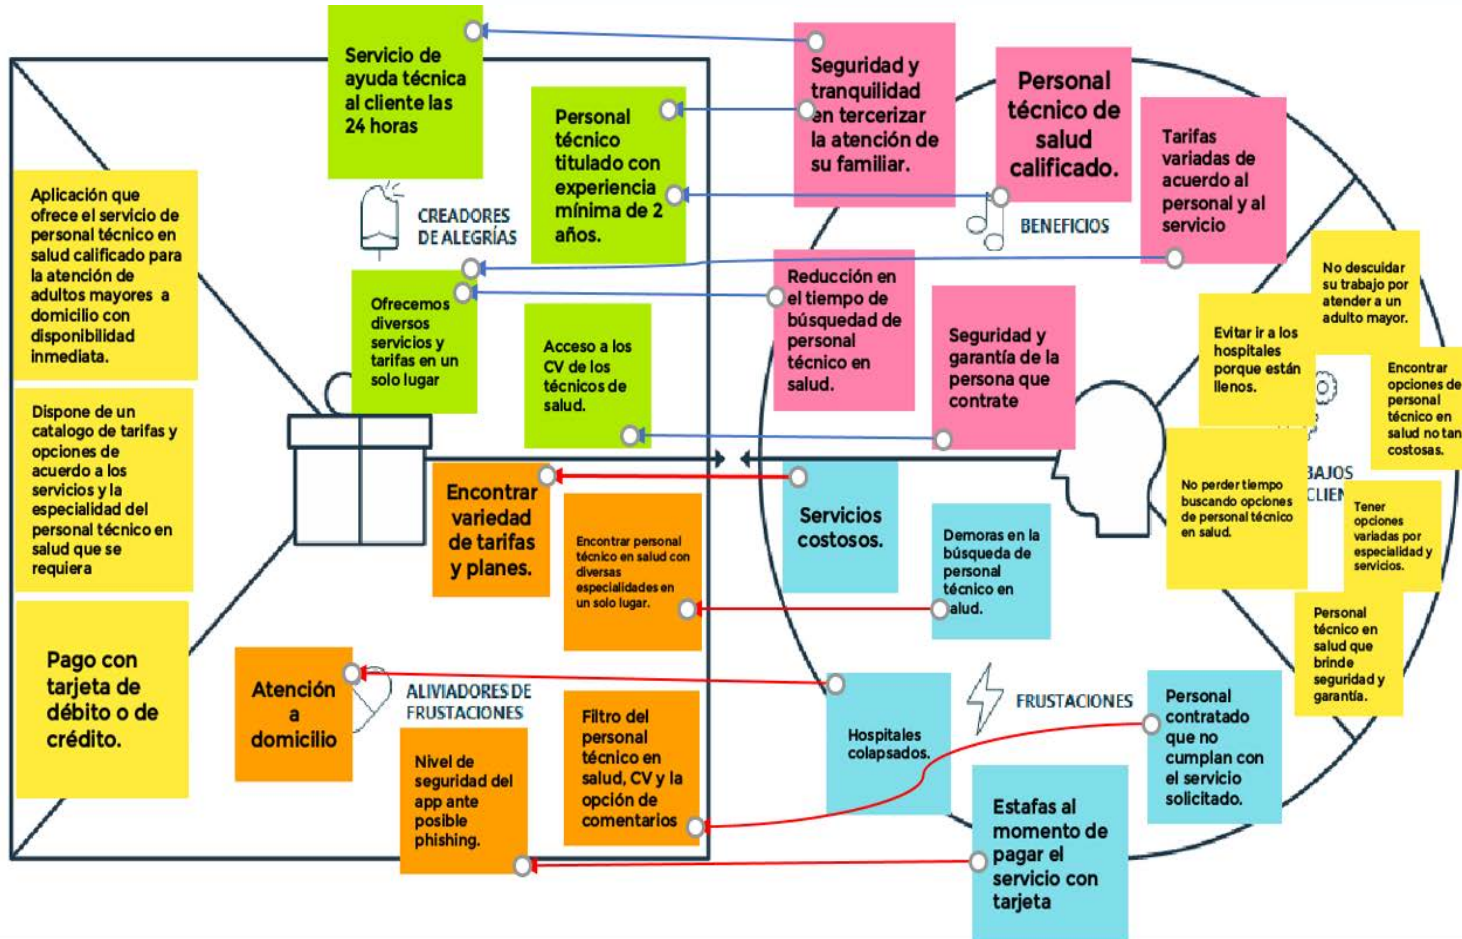 Servicio de
ayuda técnica
al cliente las
24 horas
Personal
técnico
titulado con
experiencia
mínima de 2
años.
CREADORES
DE ALEGRÍAS
Ofrecemos
diversos
servicios y
tarifas en un
solo lugar
Acceso a los
CV de los
técnicos de
salud.
Aplicación que
ofrece el servicio de
personal técnico en
salud calificado para
la atención de
adultos mayores a
domicilio con
disponibilidad
inmediata.
Dispone de un
catalogo de tarifas y
opciones de
acuerdo a los
servicios y la
especialidad del
personal técnico en
salud que se
requiera
Pago con
tarjeta de
débito o de
crédito.
Encontrar
variedad
de tarifas
y planes.
Encontrar personal
técnico en salud con
diversas
especialidades en
un solo lugar.
Atención
a
domicilio
ALIVIADORES DE
FRUSTACIONES
Nivel de
seguridad del
app ante
posible
phishing.
Filtro del
personal
técnico en
salud, CV y la
opción de
comentarios
Seguridad y
tranquilidad
en tercerizar
la atención de
su familiar.
Personal
técnico de
salud
calificado.
Tarifas
variadas de
acuerdo al
personal y al
servicio
BENEFICIOS
Reducción en
el tiempo de
búsquedad de
personal
técnico en
salud.
Seguridad y
garantía de la
persona que
contrate
No descuidar
su trabajo por
atender a un
adulto mayor.
Evitar ir a los
hospitales
porque están
llenos.
Encontrar
opciones de
personal
técnico en
salud no tan
costosas.
BAJOS
CLIEN
No perder tiempo
buscando opciones
de personal técnico
en salud.
Tener
opciones
variadas por
especialidad y
servicios.
Personal
técnico en
salud que
brinde
seguridad y
garantía.
Servicios
costosos.
Demoras en la
búsqueda de
personal
técnico en
salud.
FRUSTACIONES
Hospitales
colapsados.
Personal
contratado
que no
cumplan con
el servicio
solicitado.
Estafas al
momento de
pagar el
servicio con
tarjeta